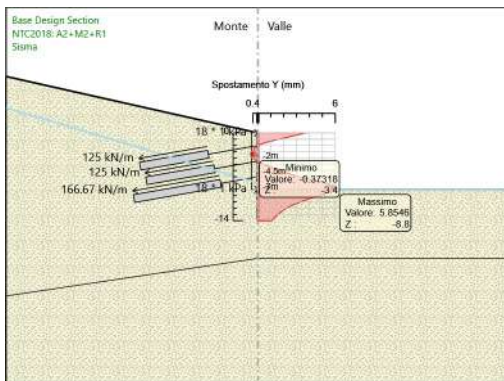 Base Design Section
NTC2018: A2+M2+R1
Sisma
Monte
Valle
Spostamento Y (mm)
0.4
6
18 *
kPa
-2m
125 kN/m
125 kN/m
-4.5m
166.67 kN/m
18 * 1 kPa
Minimo
Valore: -0.37318
Z : -3.4
-14
Massimo
Valore: 5.8546
Z : -8.8